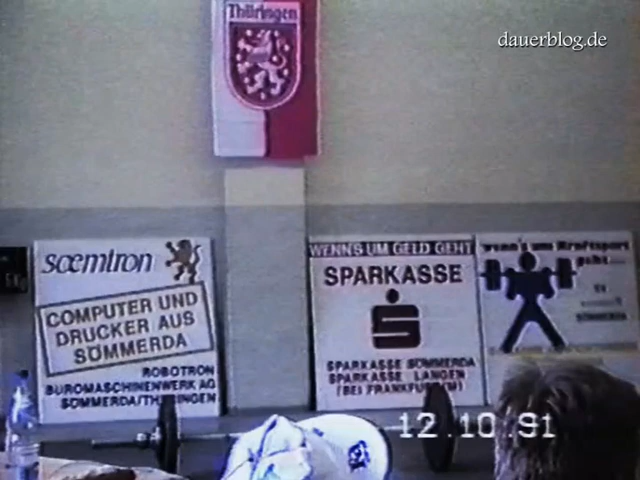 Thüringen
dauerblog.de
sœmtron
COMPUTER UND
DRUCKER AUS
SÖMMERDA
ROBOTRON
BÜROMASCHINENWERK AG
SÖMMERDA/THÜRINGEN
WENN'S UM GELD GEHT
SPARKASSE
SPARKASSE SÖMMERDA
SPARKASSE LANGEN
(BEI FRANKFURT/M)
wenn's um Kraftsport
geht...
SÖMMERDA
12.10.91